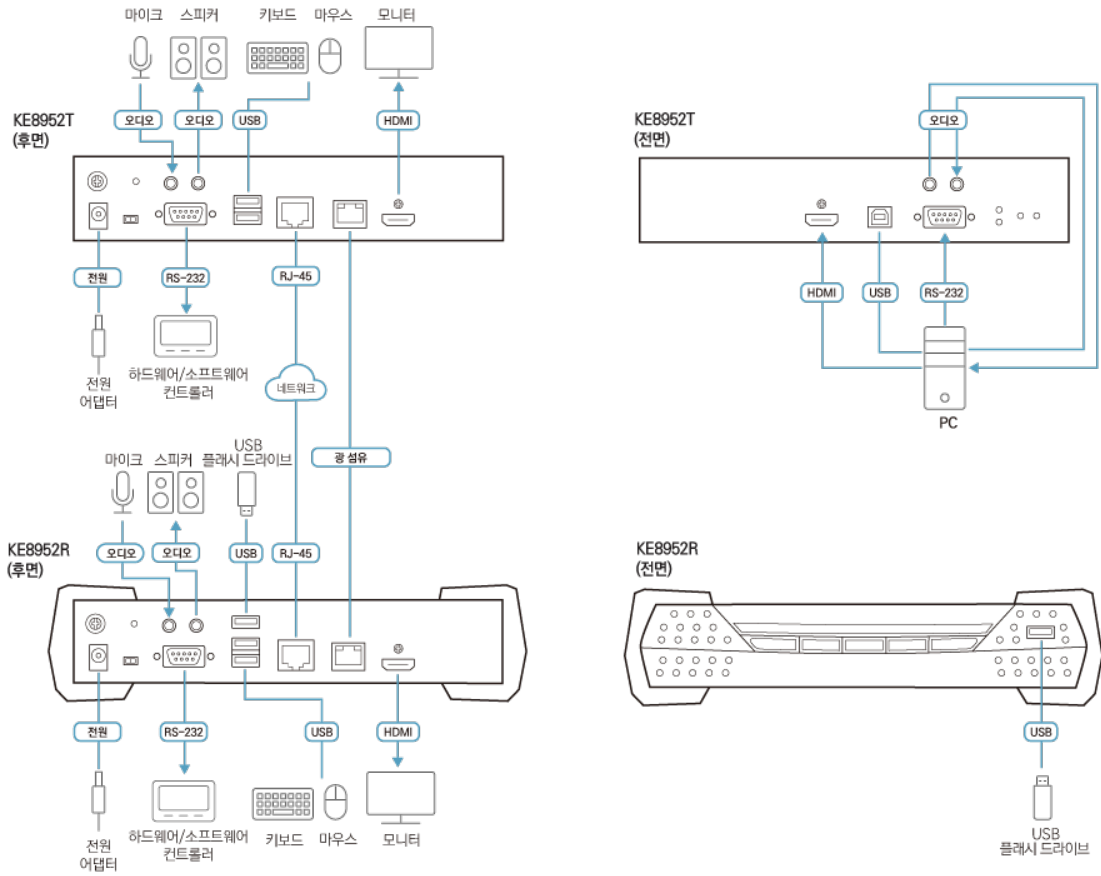 마이크 스피커 키보드 마우스 모니터
KE8952T
(후면)
오디오 오디오 USB HDMI
전원 RS-232 RJ-45
전원
어댑터
하드웨어/소프트웨어
컨트롤러
네트워크
광 섬유
KE8952T
(전면)
오디오
HDMI USB RS-232
PC
마이크 스피커 USB
플래시 드라이브
KE8952R
(후면)
오디오 오디오 USB RJ-45
전원 RS-232 USB HDMI
전원
어댑터
하드웨어/소프트웨어
컨트롤러
키보드 마우스 모니터
KE8952R
(전면)
USB
USB
플래시 드라이브